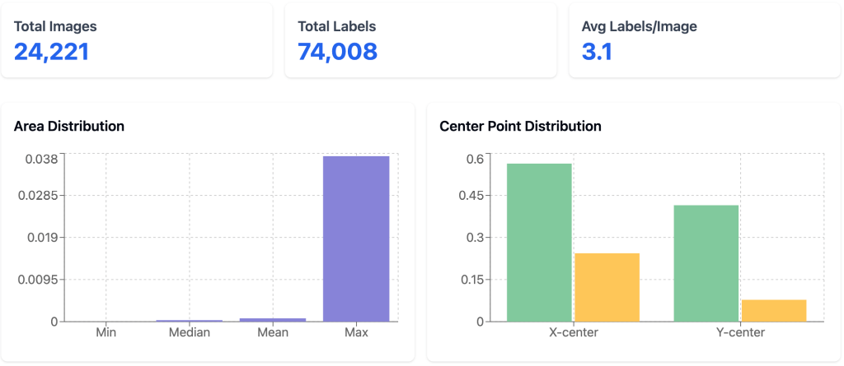 Total Images
24,221
Total Labels
74,008
Avg Labels/Image
3.1
Area Distribution
0.038
0.0285
0.019
0.0095
0
Min Median Mean Max
Center Point Distribution
0.6
0.45
0.3
0.15
0
X-center Y-center